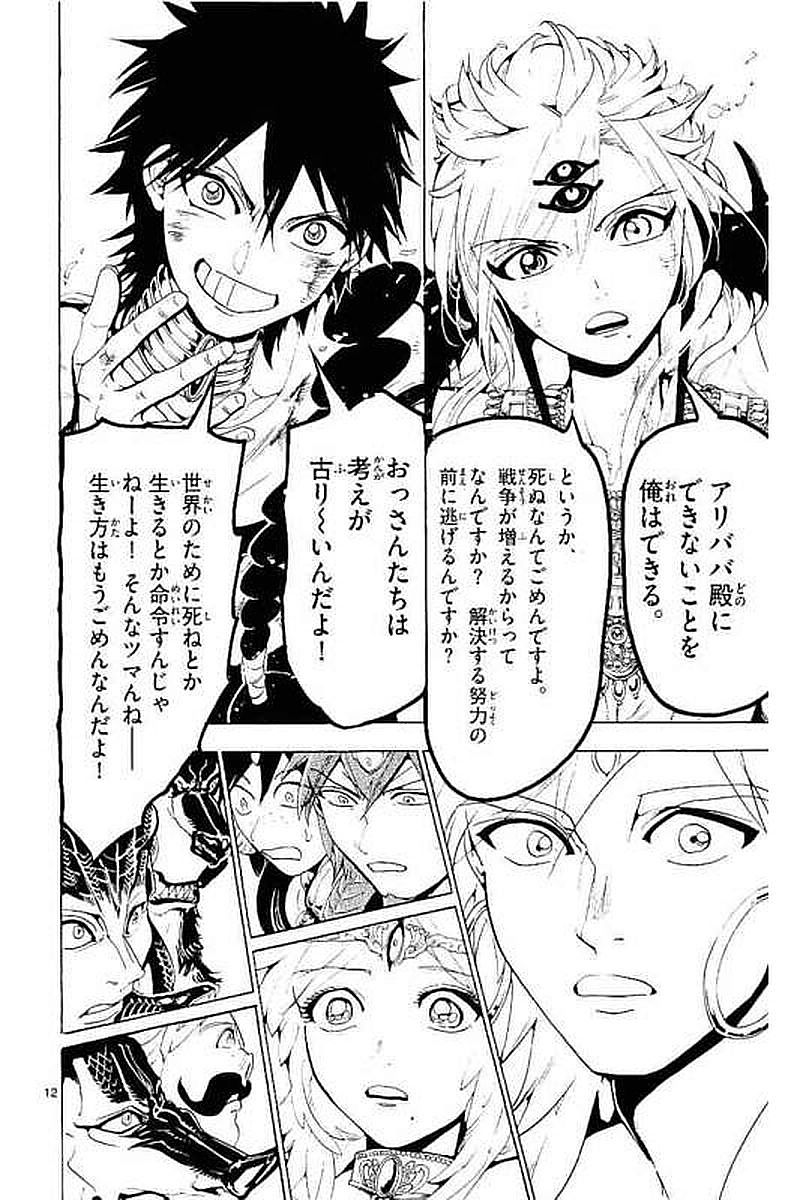 アリババ殿に
できないことを
俺はできる。
というか、
死ぬなんてごめんですよ。
戦争が増えるからって
なんですか? 解決する努力の
前に逃げるんですか?
おっさんたちは
考えが
古り〜いんだよ!
世界のために死ねとか
生きるとか命令すんじゃ
ねーよ! そんなツマんねー
生き方はもうごめんなんだよ!
12